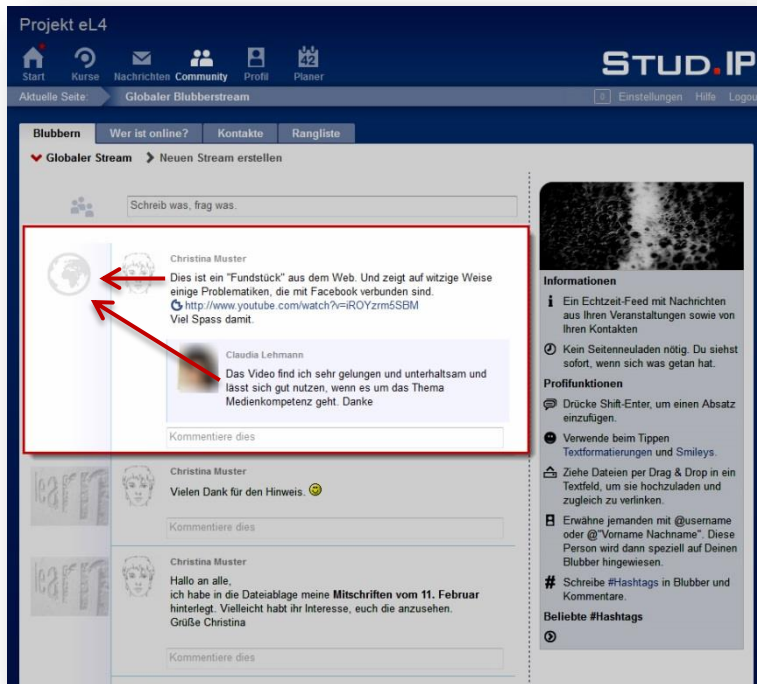 Projekt eL4
Start Kurse Nachrichten Community Profil Planer
42
STUD.IP
Aktuelle Seite: Globaler Blubberstream
0 Einstellungen Hilfe Logou
Blubbern Wer ist online? Kontakte Rangliste
Globaler Stream Neuen Stream erstellen
Schreib was, frag was.
Christina Muster
Dies ist ein "Fundstück" aus dem Web. Und zeigt auf witzige Weise
einige Problematiken, die mit Facebook verbunden sind.
http://www.youtube.com/watch?v=iROYzrm5SBM
Viel Spass damit.
Claudia Lehmann
Das Video find ich sehr gelungen und unterhaltsam und
lässt sich gut nutzen, wenn es um das Thema
Medienkompetenz geht. Danke
Kommentiere dies
learn
Christina Muster
Vielen Dank für den Hinweis.
Kommentiere dies
learn
Christina Muster
Hallo an alle,
ich habe in die Dateiablage meine Mitschriften vom 11. Februar
hinterlegt. Vielleicht habt ihr Interesse, euch die anzusehen.
Grüße Christina
Kommentiere dies
Informationen
Ein Echtzeit-Feed mit Nachrichten
aus Ihren Veranstaltungen sowie von
Ihren Kontakten
Kein Seitenneuladen nötig. Du siehst
sofort, wenn sich was getan hat.
Profifunktionen
Drücke Shift-Enter, um einen Absatz
einzufügen.
Verwende beim Tippen
Textformatierungen und Smileys.
Ziehe Dateien per Drag & Drop in ein
Textfeld, um sie hochzuladen und
zugleich zu verlinken.
Erwähne jemanden mit @username
oder @"Vorname Nachname". Diese
Person wird dann speziell auf Deinen
Blubber hingewiesen.
# Schreibe #Hashtags in Blubber und
Kommentare.
Beliebte #Hashtags